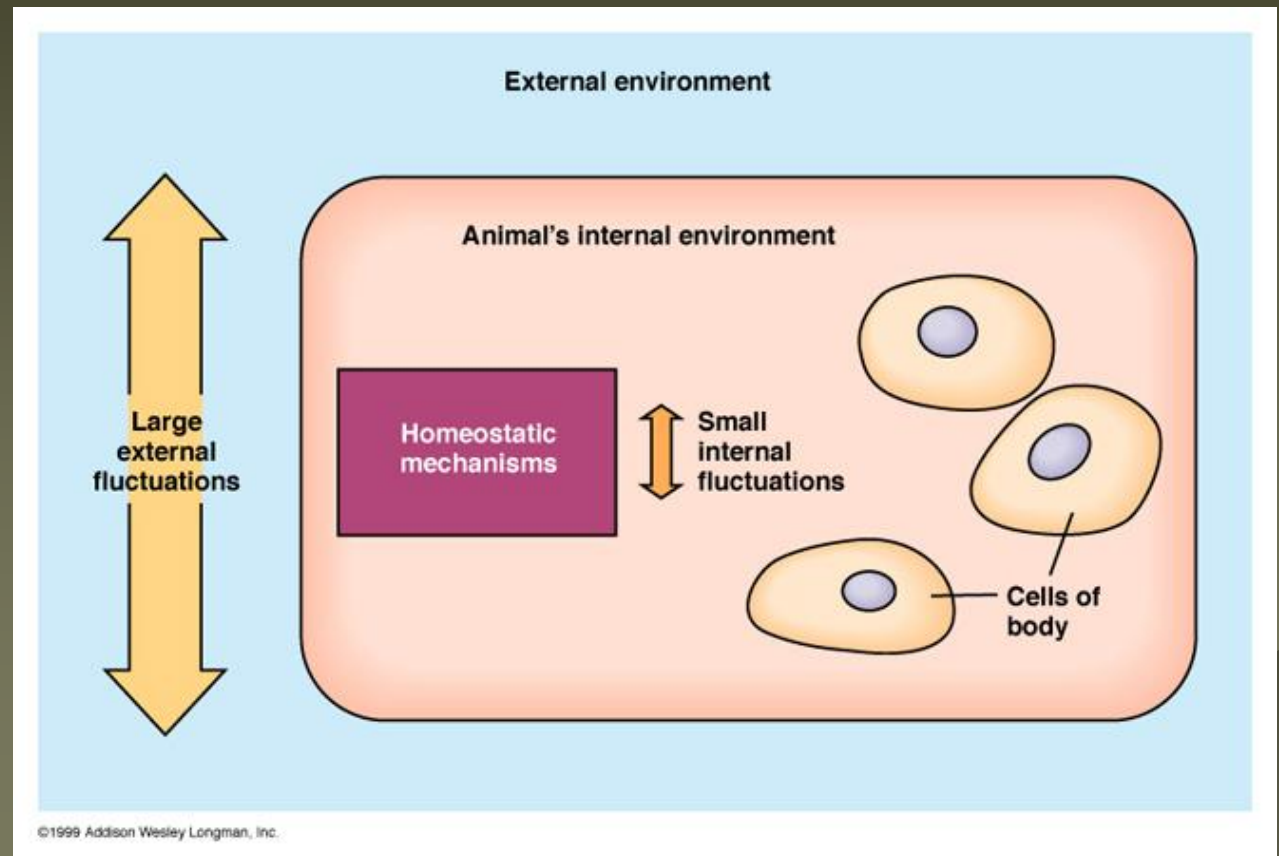 External environment
Animal's internal environment
Large
external
fluctuations
Homeostatic
mechanisms
Small
internal
fluctuations
Cells of
body
©1999 Addison Wesley Longman, Inc.